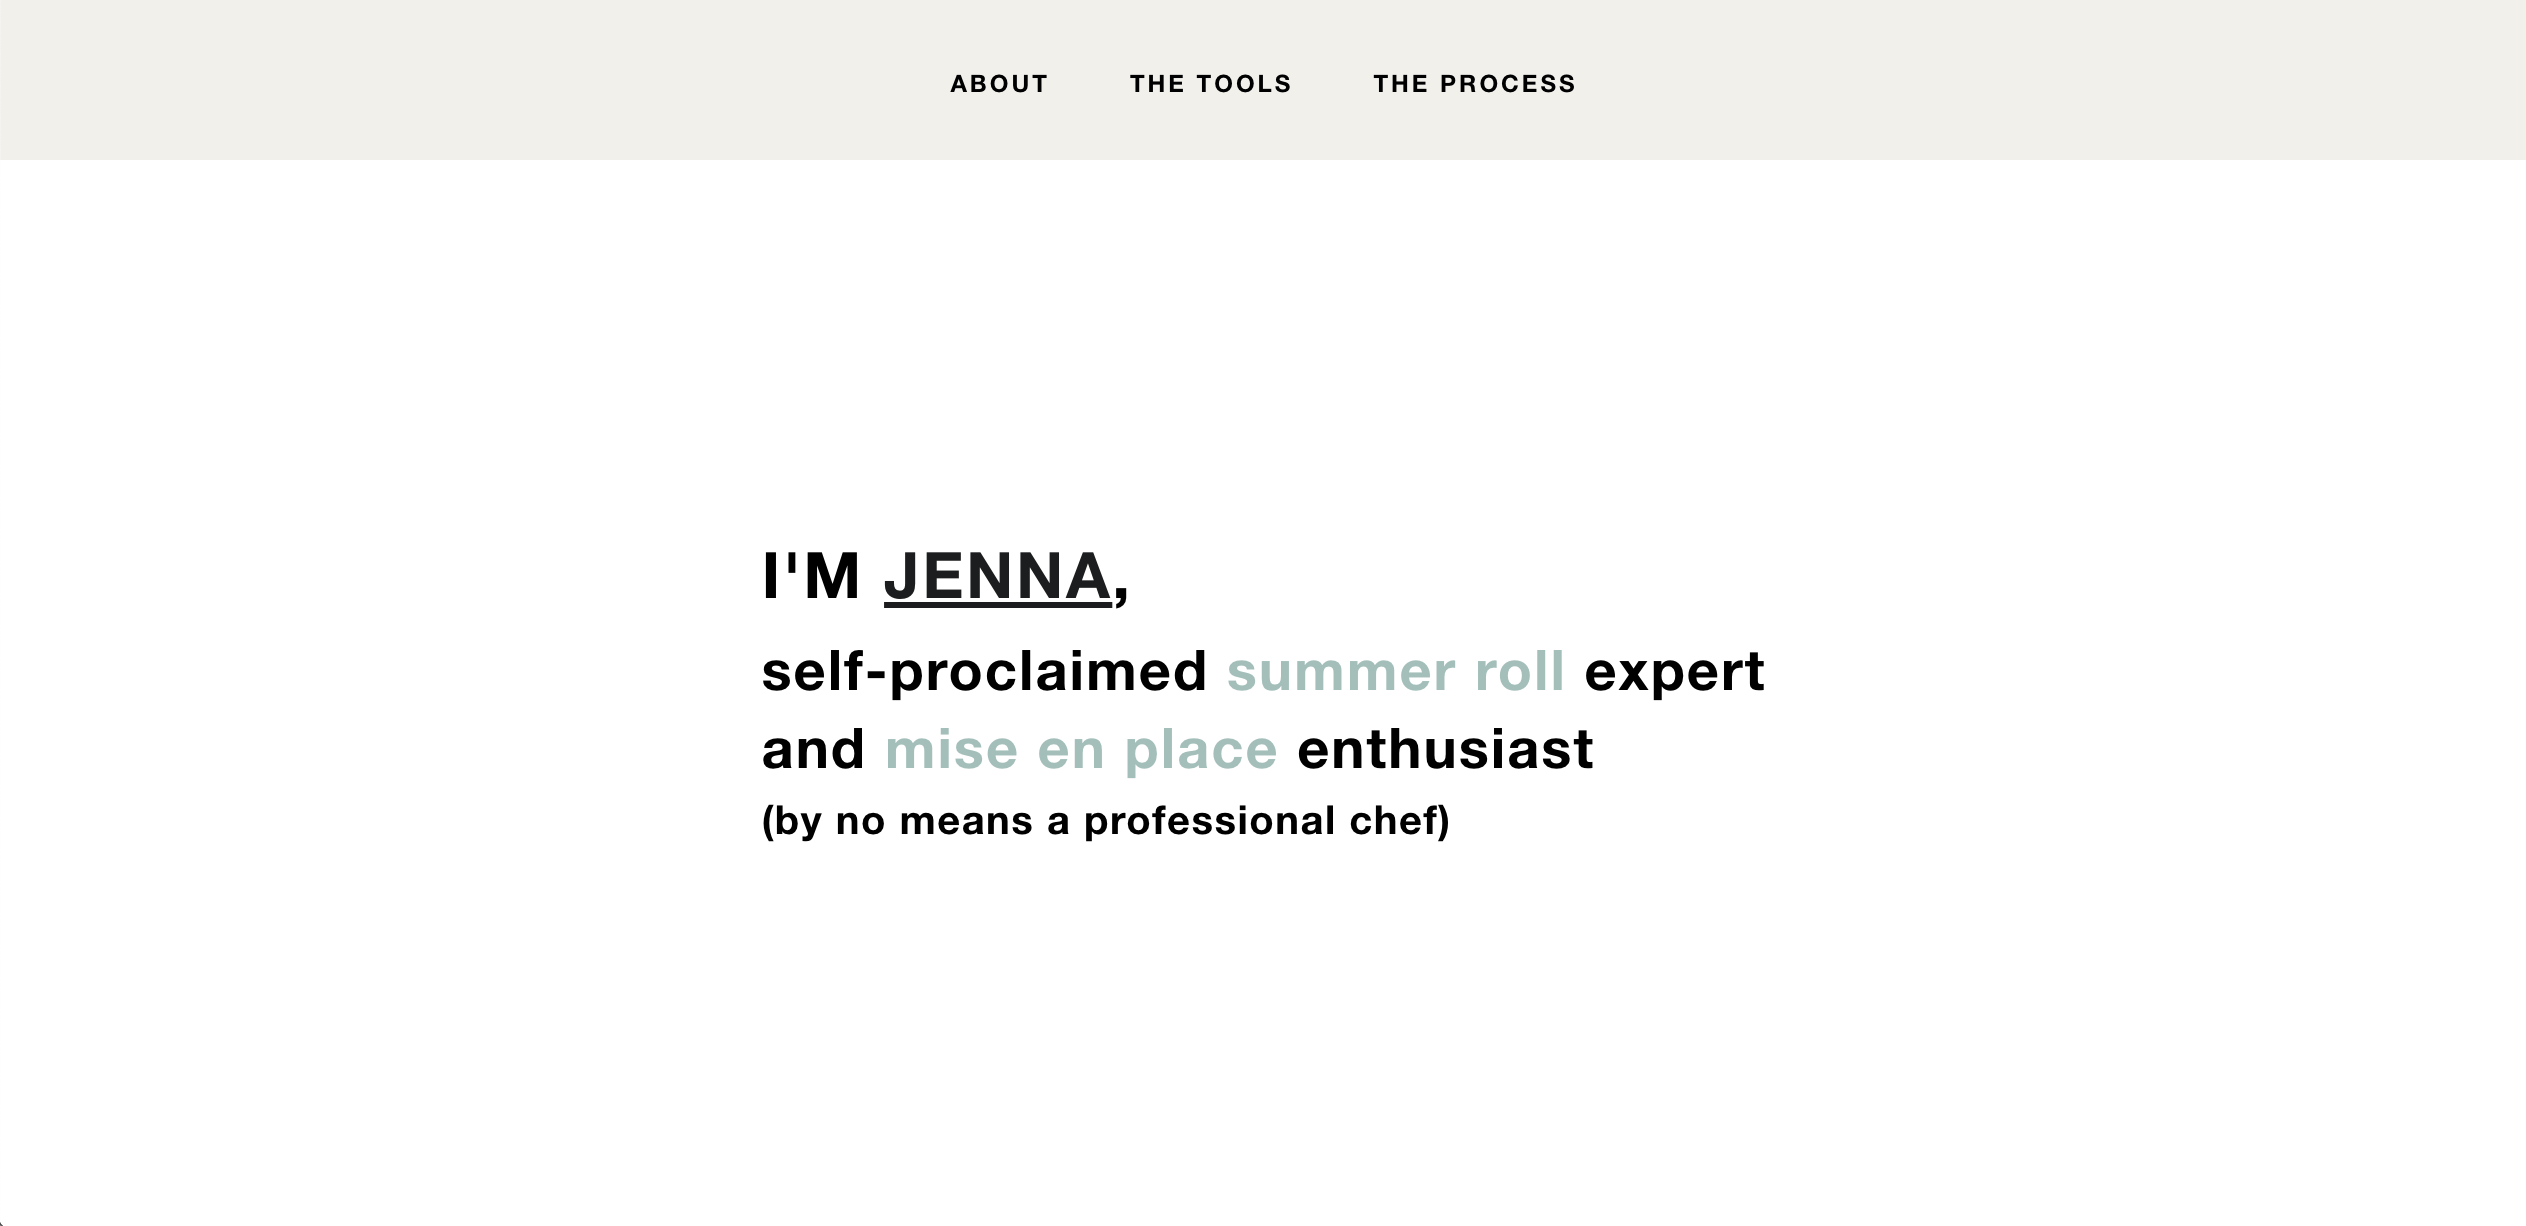 ABOUT THE TOOLS THE PROCESS
I'M JENNA,
self-proclaimed summer roll expert
and mise en place enthusiast
(by no means a professional chef)